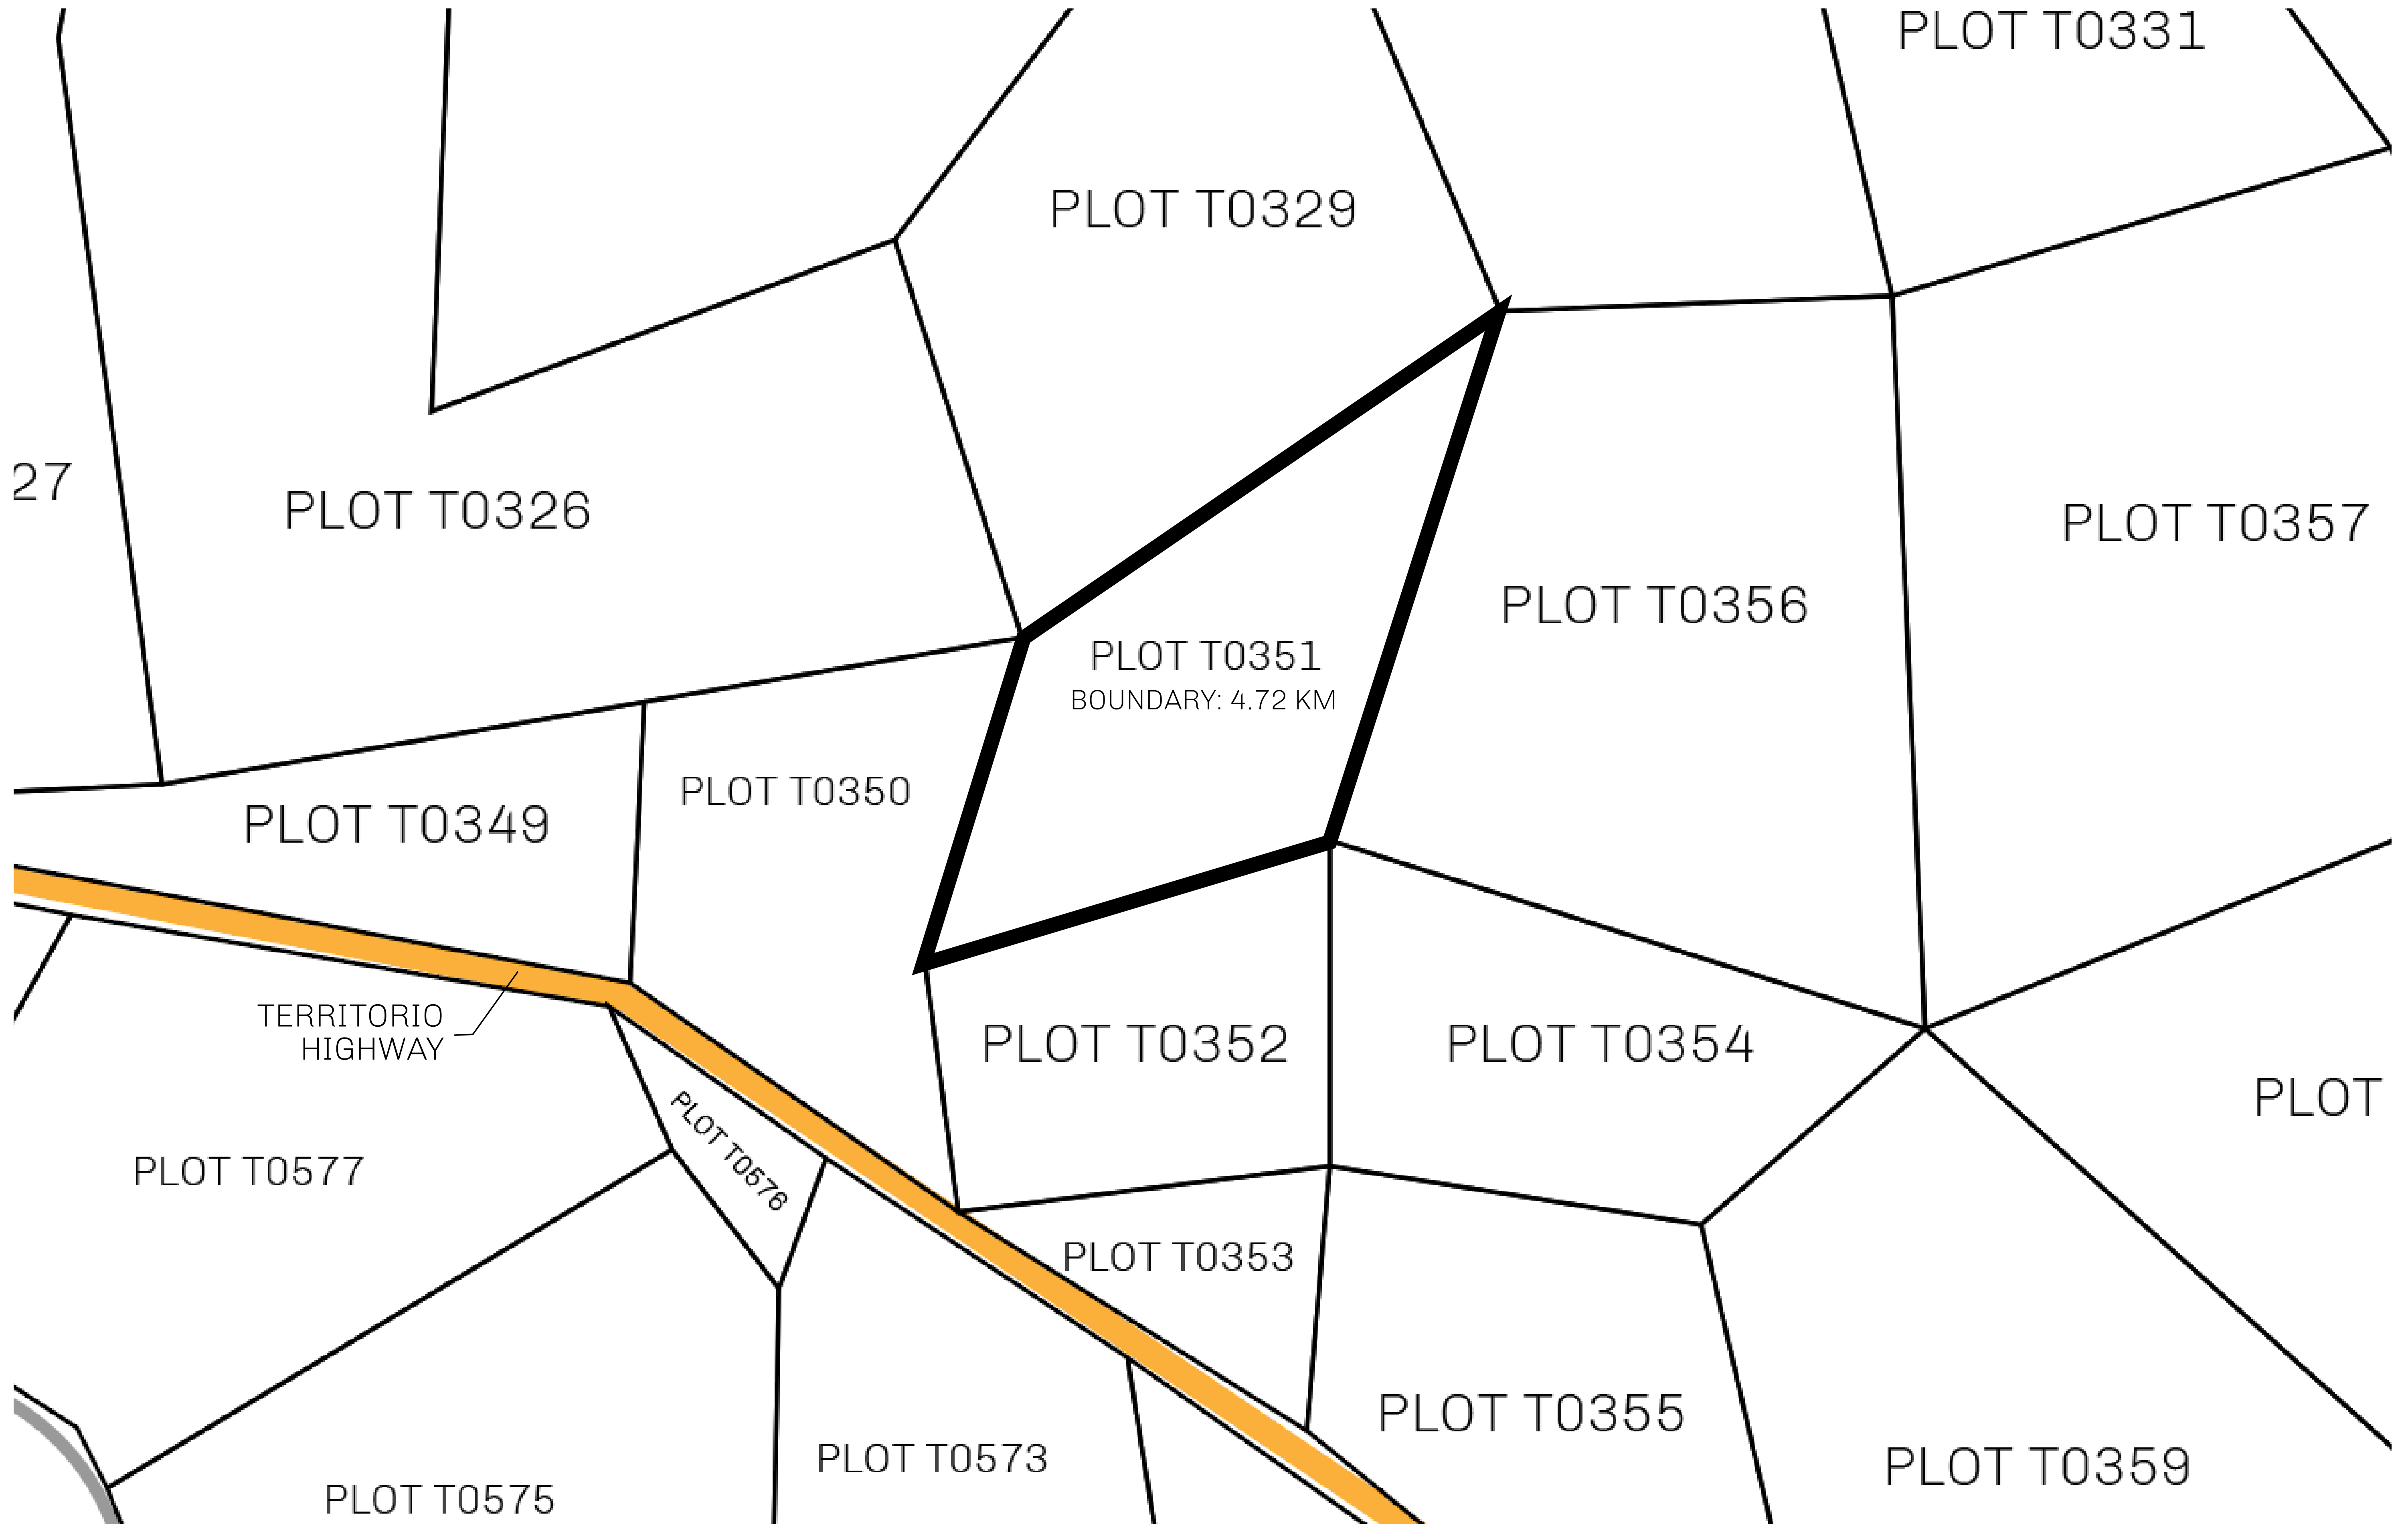 PLOT T0331
PLOT T0329
27
PLOT T0326
PLOT T0357
PLOT T0356
PLOT T0351
BOUNDARY: 4.72 KM
PLOT T0350
PLOT T0349
TERRITORIO
HIGHWAY
PLOT T0352
PLOT T0354
PLOT
PLOT T0576
PLOT T0577
PLOT T0353
PLOT T0355
PLOT T0573
PLOT T0359
PLOT T0575